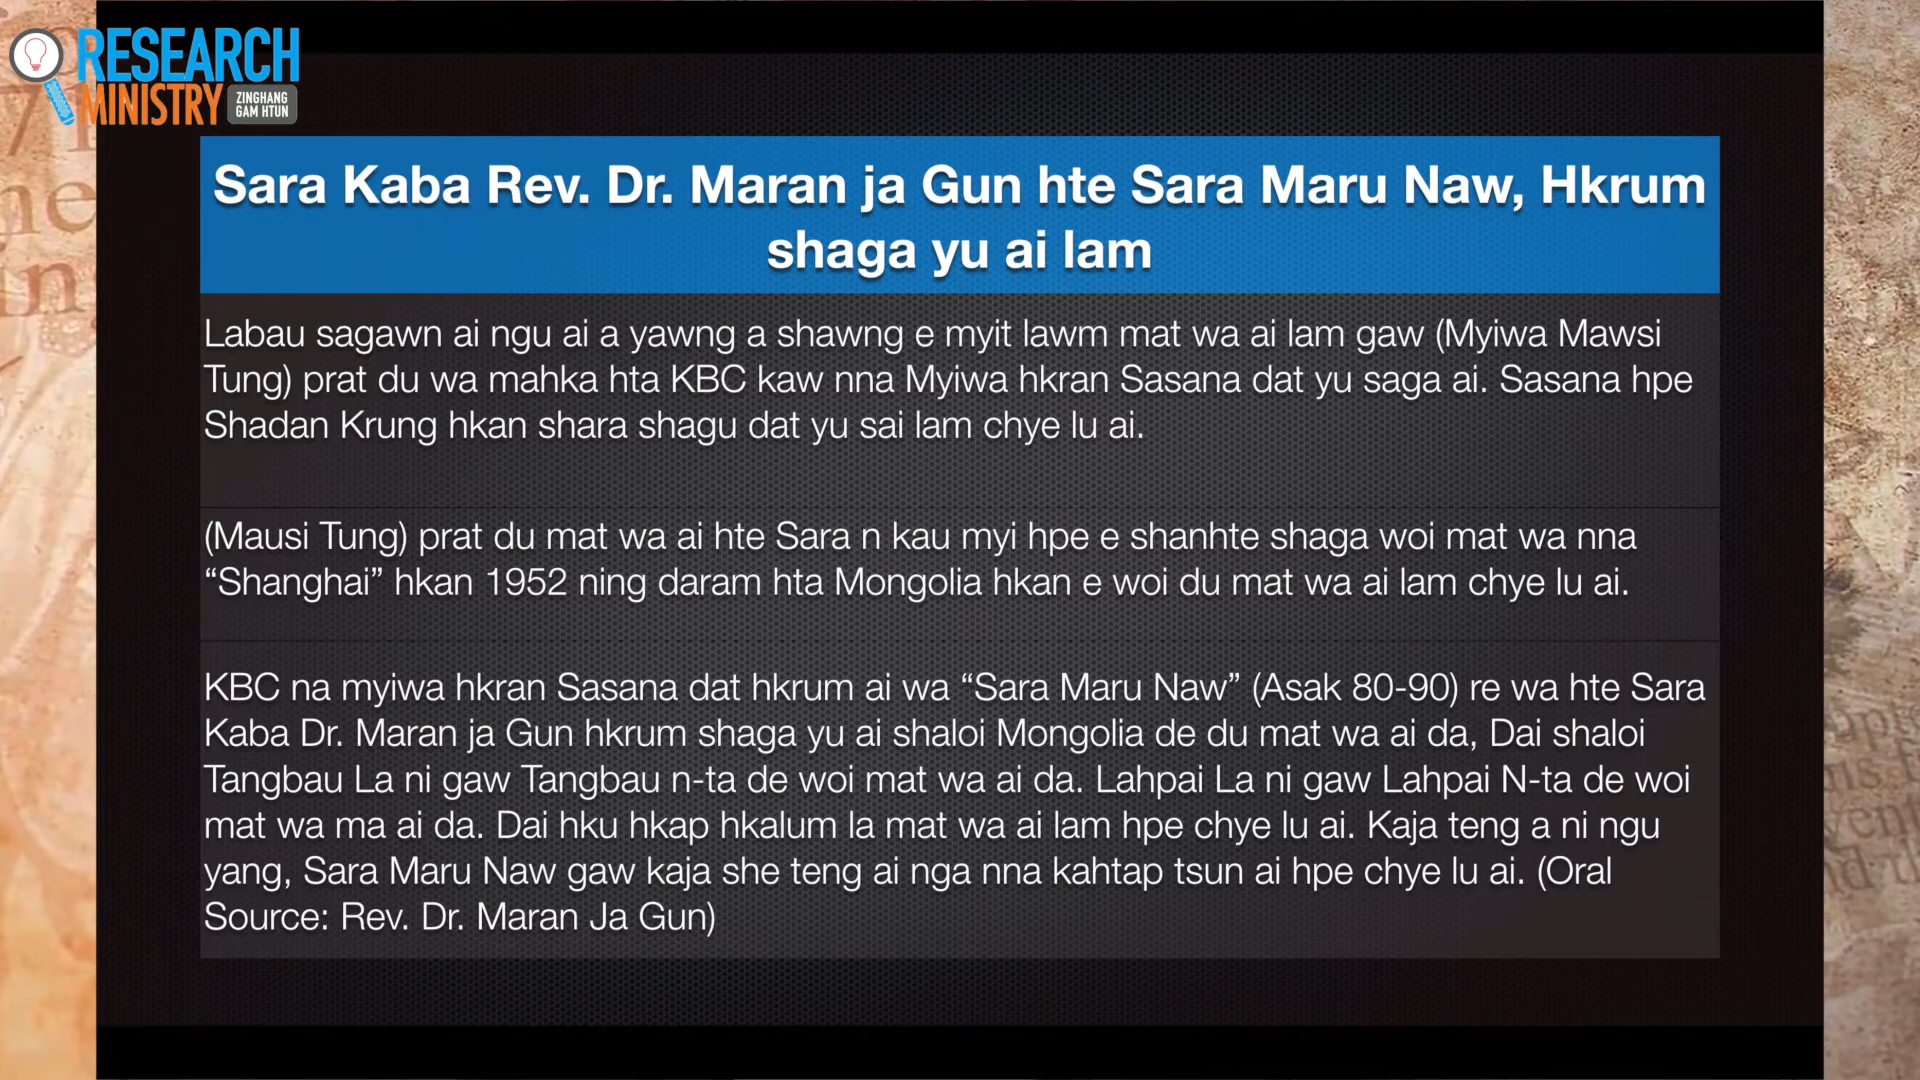 RESEARCH
MINISTRY
ZINGHANG
GAM HTUN
Sara Kaba Rev. Dr. Maran ja Gun hte Sara Maru Naw, Hkrum
shaga yu ai lam
Labau sagawn ai ngu ai a yawng a shawng e myit lawm mat wa ai lam gaw (Myiwa Mawsi
Tung) prat du wa mahka hta KBC kaw nna Myiwa hkran Sasana dat yu saga ai. Sasana hpe
Shadan Krung hkan shara shagu dat yu sai lam chye lu ai.
(Mausi Tung) prat du mat wa ai hte Sara n kau myi hpe e shanhte shaga woi mat wa nna
“Shanghai” hkan 1952 ning daram hta Mongolia hkan e woi du mat wa ai lam chye lu ai.
KBC na myiwa hkran Sasana dat hkrum ai wa “Sara Maru Naw” (Asak 80-90) re wa hte Sara
Kaba Dr. Maran ja Gun hkrum shaga yu ai shaloi Mongolia de du mat wa ai da, Dai shaloi
Tangbau La ni gaw Tangbau n-ta de woi mat wa ai da. Lahpai La ni gaw Lahpai N-ta de woi
mat wa ma ai da. Dai hku hkap hkalum la mat wa ai lam hpe chye lu ai. Kaja teng a ni ngu
yang, Sara Maru Naw gaw kaja she teng ai nga nna kahtap tsun ai hpe chye lu ai. (Oral
Source: Rev. Dr. Maran Ja Gun)